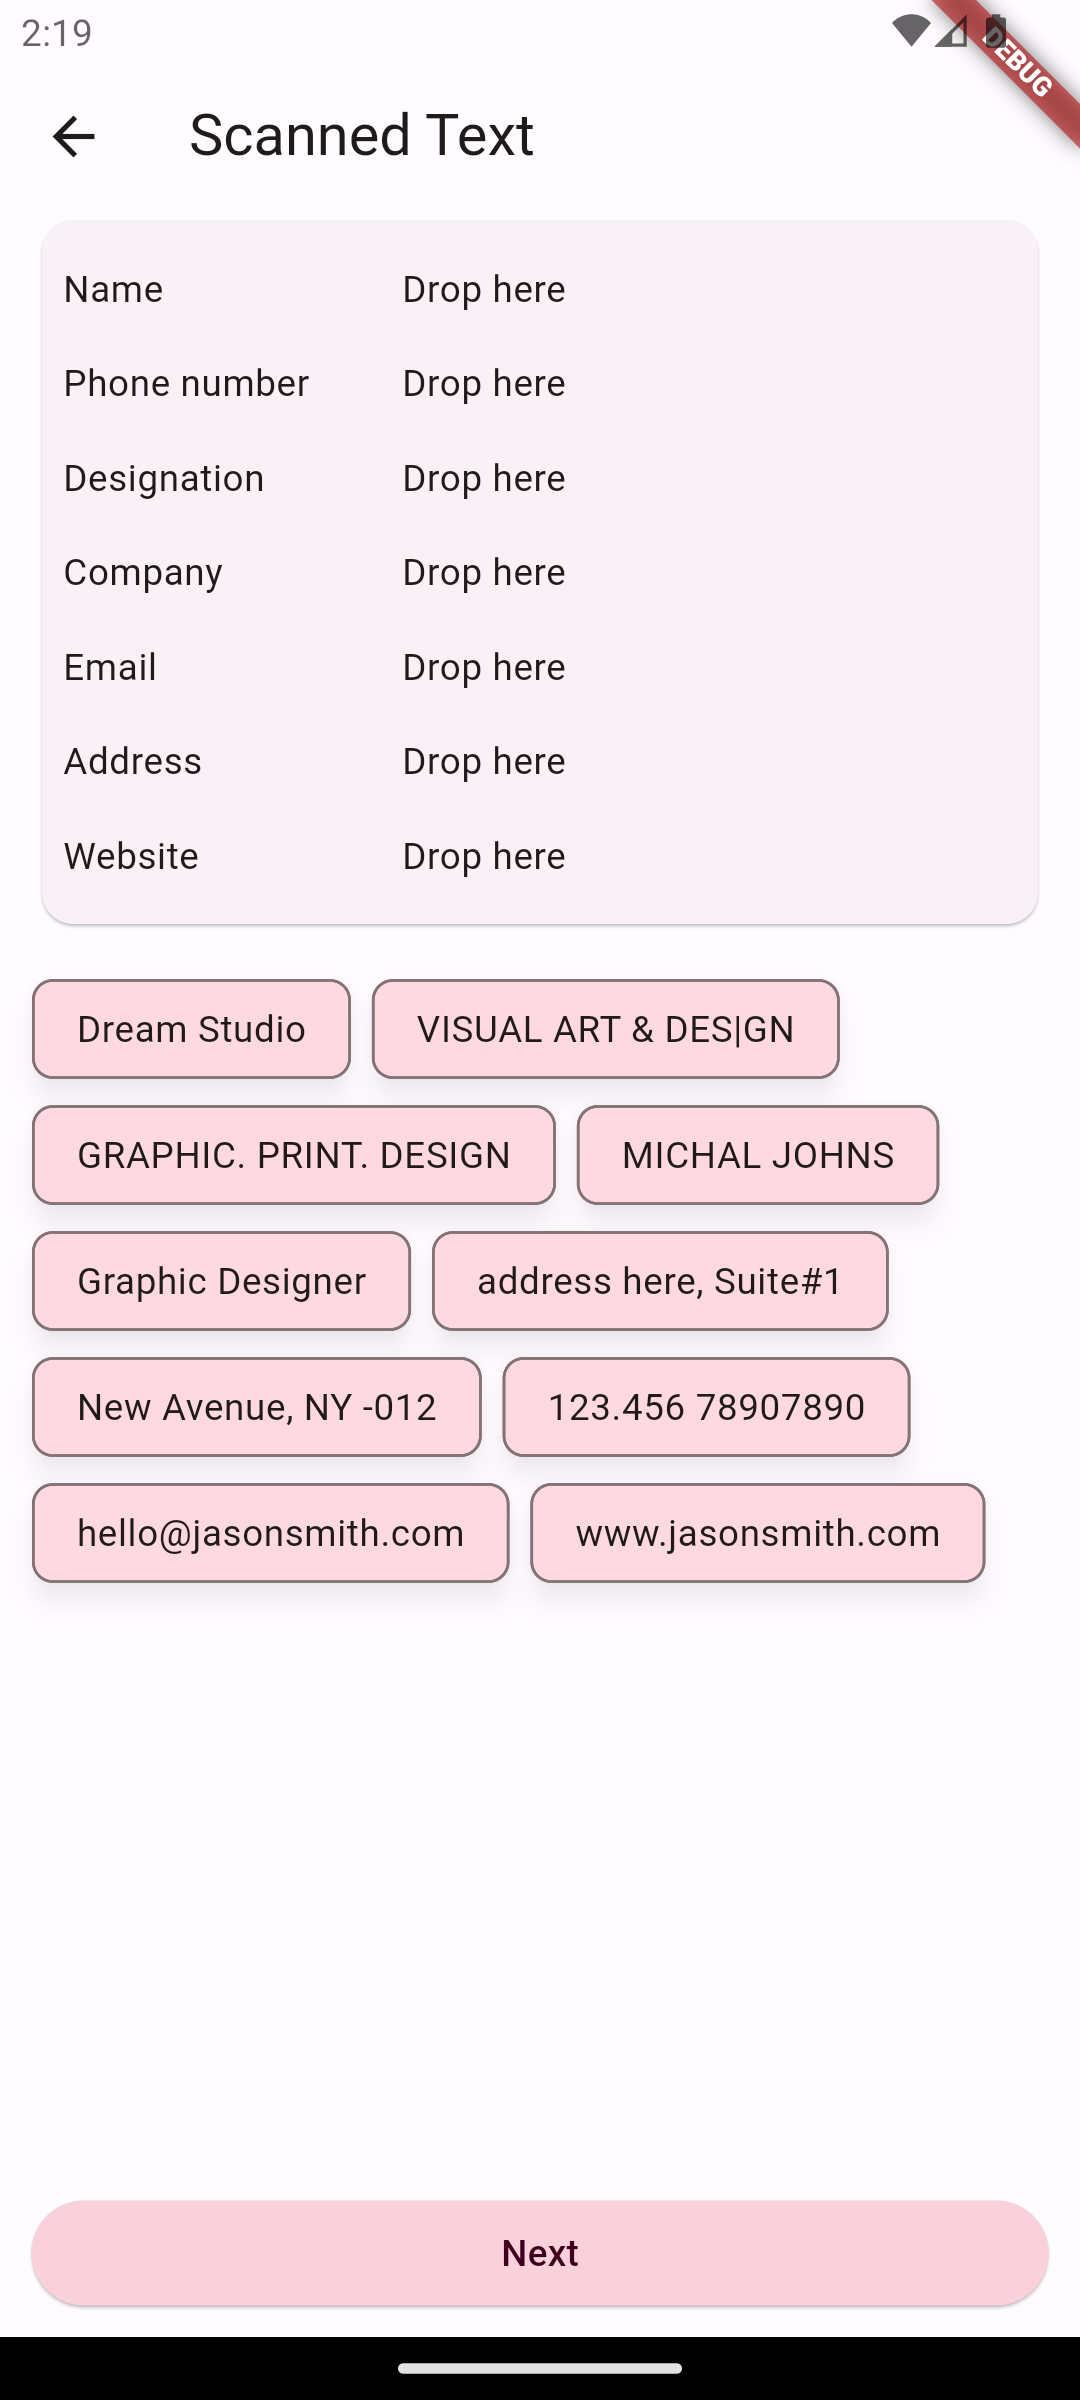 2:19
DEBUG
Scanned Text
Name Drop here
Phone number Drop here
Designation Drop here
Company Drop here
Email Drop here
Address Drop here
Website Drop here
Dream Studio VISUAL ART & DES|GN
GRAPHIC. PRINT. DESIGN MICHAL JOHNS
Graphic Designer address here, Suite#1
New Avenue, NY -012 123.456 78907890
hello@jasonsmith.com www.jasonsmith.com
Next